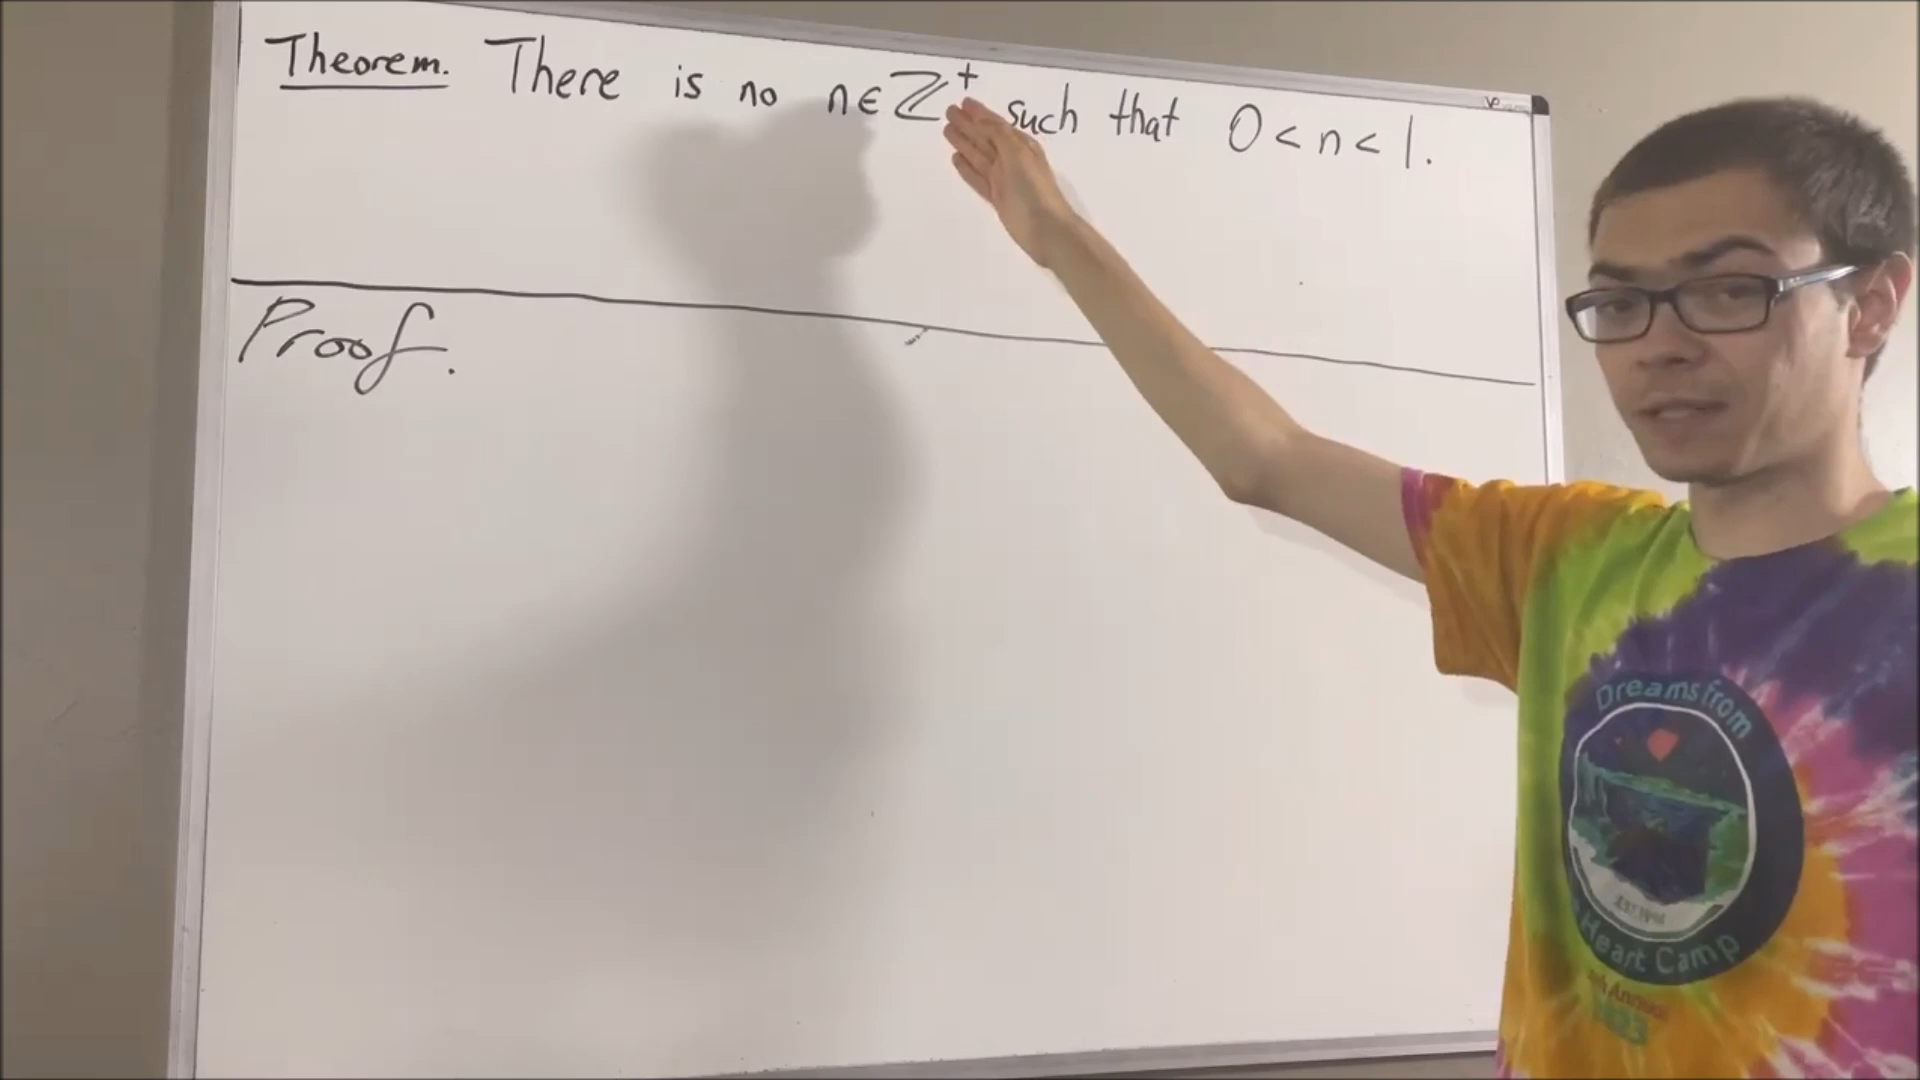 Theorem. There is no n∈ℤ⁺ such that 0 < n < 1.
Proof.
Dreams from
Heart Camp